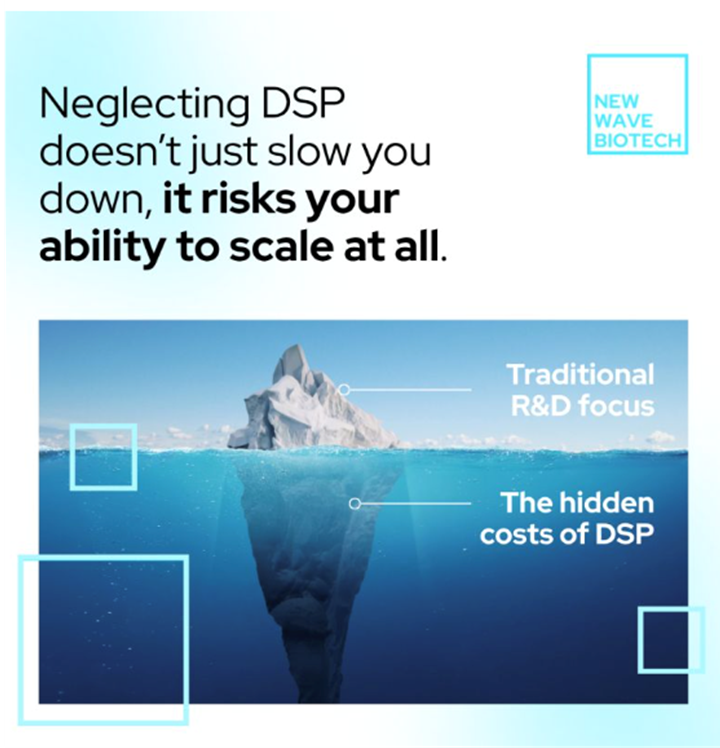 Neglecting DSP
doesn't just slow you
down, it risks your
ability to scale at all.
NEW
WAVE
BIOTECH
Traditional
R&D focus
The hidden
costs of DSP